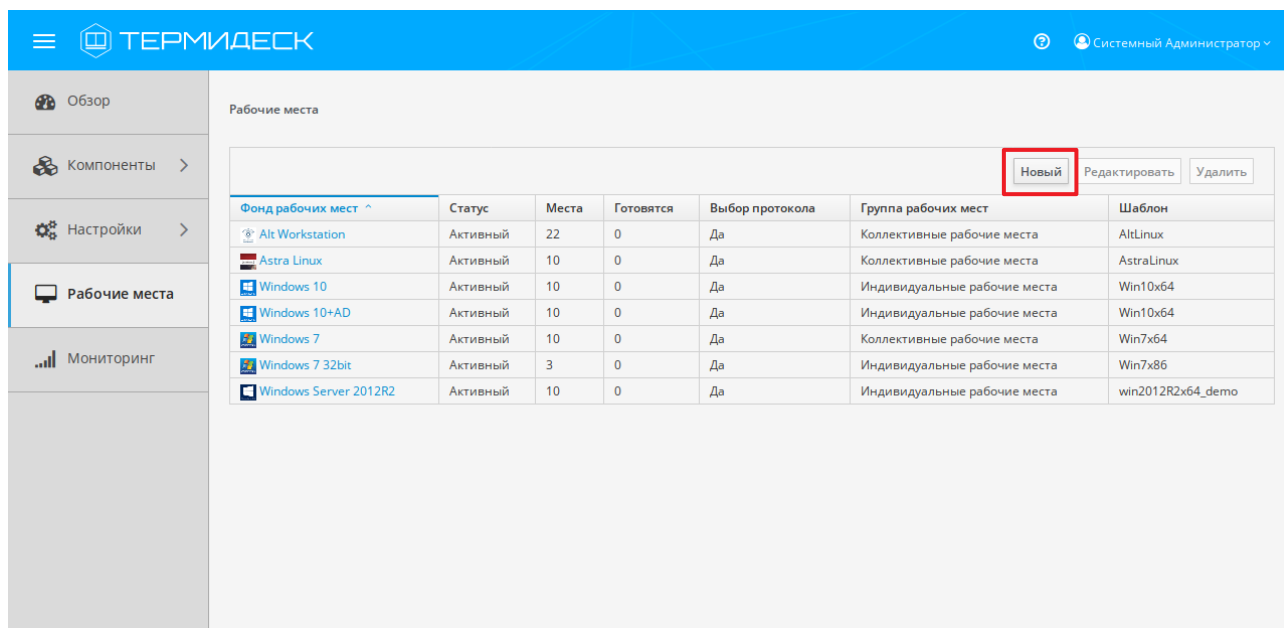 ТЕРМИДЕСК
Системный Администратор
Обзор
Компоненты
Настройки
Рабочие места
Мониторинг
Рабочие места
Новый Редактировать Удалить
Фонд рабочих мест Статус Места Готовятся Выбор протокола Группа рабочих мест Шаблон
Alt Workstation Активный 22 0 Да Коллективные рабочие места AltLinux
Astra Linux Активный 10 0 Да Коллективные рабочие места AstraLinux
Windows 10 Активный 10 0 Да Индивидуальные рабочие места Win10x64
Windows 10+AD Активный 10 0 Да Индивидуальные рабочие места Win10x64
Windows 7 Активный 10 0 Да Коллективные рабочие места Win7x64
Windows 7 32bit Активный 3 0 Да Индивидуальные рабочие места Win7x86
Windows Server 2012R2 Активный 10 0 Да Индивидуальные рабочие места win2012R2x64_demo